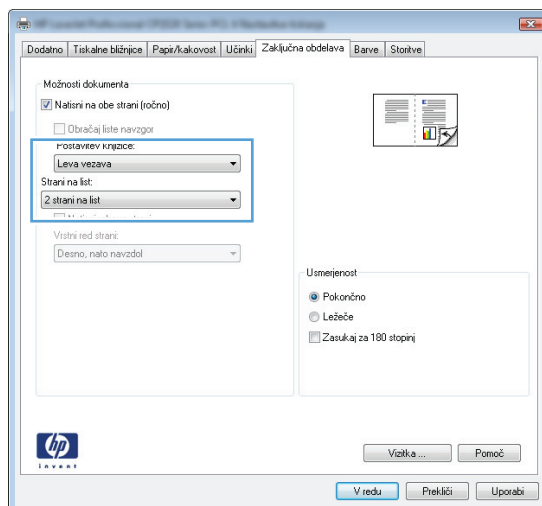 Dodatno Tiskalne bližnjice Papir/kakovost Učinki Zaključna obdelava Barve Storitve
Možnosti dokumenta
Natisni na obe strani (ročno)
Obračaj liste navzgor
Postavitev knjižice:
Leva vezava
Strani na list:
2 strani na list
Vrstni red strani:
Desno, nato navzdol
Usmerjenost
Pokončno
Ležeče
Zasukaj za 180 stopinj
hp
invent
Vizitka ... Pomoč
V redu Prekliči Uporabi